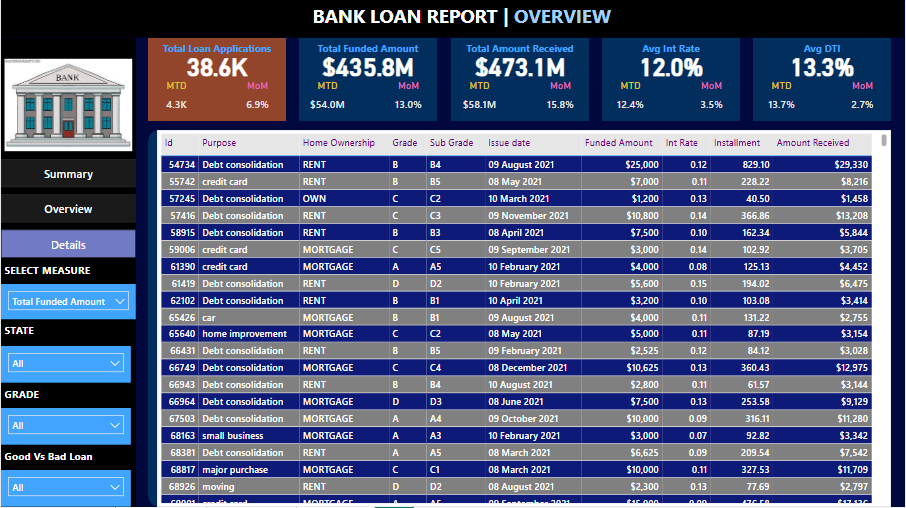 BANK LOAN REPORT | OVERVIEW
BANK
Summary
Overview
Details
SELECT MEASURE
Total Funded Amount
STATE
All
GRADE
All
Good Vs Bad Loan
All
Total Loan Applications
38.6K
MTD MoM
4.3K 6.9%
Total Funded Amount
$435.8M
MTD MoM
$54.0M 13.0%
Total Amount Received
$473.1M
MTD MoM
$58.1M 15.8%
Avg Int Rate
12.0%
MTD MoM
12.4% 3.5%
Avg DTI
13.3%
MTD MoM
13.7% 2.7%
Id Purpose Home Ownership Grade Sub Grade Issue date Funded Amount Int Rate Installment Amount Received
54734 Debt consolidation RENT B B4 09 August 2021 $25,000 0.12 829.10 $29,330
55742 credit card RENT B B5 08 May 2021 $7,000 0.11 228.22 $8,216
57245 Debt consolidation OWN C C2 10 March 2021 $1,200 0.13 40.50 $1,458
57416 Debt consolidation RENT C C3 09 November 2021 $10,800 0.14 366.86 $13,208
58915 Debt consolidation RENT B B3 08 April 2021 $7,500 0.10 162.34 $5,844
59006 credit card MORTGAGE C C5 09 September 2021 $3,000 0.14 102.92 $3,705
61390 credit card MORTGAGE A A5 10 February 2021 $4,000 0.08 125.13 $4,452
61419 Debt consolidation RENT D D2 10 February 2021 $5,600 0.15 194.02 $6,475
62102 Debt consolidation RENT B B1 10 April 2021 $3,200 0.10 103.08 $3,414
65426 car MORTGAGE B B1 09 August 2021 $4,000 0.11 131.22 $2,755
65640 home improvement MORTGAGE C C2 08 May 2021 $5,000 0.11 87.19 $3,154
66431 Debt consolidation RENT B B5 09 February 2021 $2,525 0.12 84.12 $3,028
66749 Debt consolidation MORTGAGE C C4 08 December 2021 $10,625 0.13 360.43 $12,975
66943 Debt consolidation RENT B B4 10 August 2021 $2,800 0.11 61.57 $3,144
66964 Debt consolidation MORTGAGE D D3 08 June 2021 $7,500 0.13 253.58 $9,129
67503 Debt consolidation MORTGAGE A A4 09 October 2021 $10,000 0.09 316.11 $11,280
68163 small business MORTGAGE A A3 10 February 2021 $3,000 0.07 92.82 $3,342
68381 Debt consolidation RENT A A5 08 March 2021 $6,625 0.09 209.54 $7,542
68817 major purchase MORTGAGE C C1 08 March 2021 $10,000 0.11 327.53 $11,709
68926 moving RENT D D2 08 August 2021 $2,300 0.13 77.69 $2,797
credit card MORTGAGE A A5 09 September 2021 $15,000 0.09